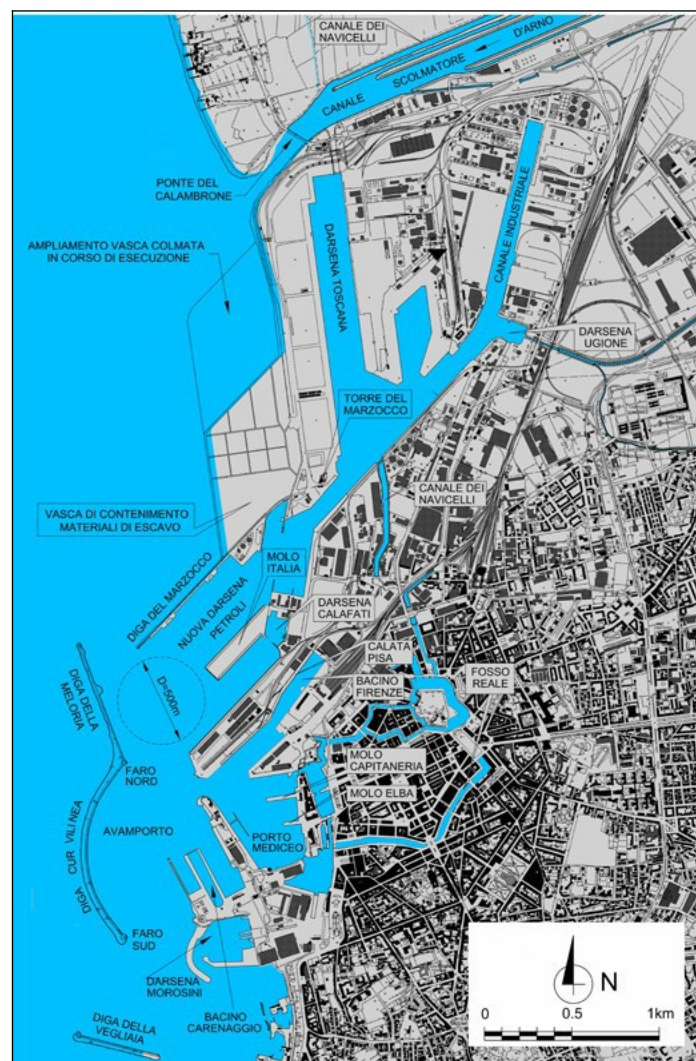 CANALE DEI
NAVICELLI
D'ARNO
CANALE SCOLMATORE
PONTE DEL
CALAMBRONE
AMPLIAMENTO VASCA COLMATA
IN CORSO DI ESECUZIONE
DARSENA TOSCANA
CANALE INDUSTRIALE
DARSENA
UGIONE
TORRE DEL
MARZOCCO
CANALE DEI
NAVICELLI
VASCA DI CONTENIMENTO
MATERIALI DI ESCAVO
MOLO
ITALIA
DIGA DEL MARZOCCO
NUOVA DARSENA
PETROLI
DARSENA
CALAFATI
CALATA
PISA
BACINO
FIRENZE
FOSSO
REALE
DIGA DELLA
MELORIA
D=500m
FARO
NORD
MOLO
CAPITANERIA
MOLO ELBA
AVAMPORTO
PORTO
MEDICEO
DIGA CURVILINEA
FARO
SUD
DARSENA
MOROSINI
BACINO
CARENAGGIO
DIGA DELLA
VEGLIAIA
N
0 0.5 1km